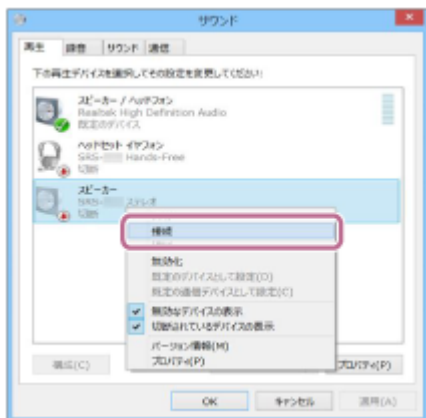 サウンド
再生 録音 サウンド 通信
下の再生デバイスを選択してその設定を変更してください:
スピーカー / ヘッドフォン
Realtek High Definition Audio
既定のデバイス
ヘッドセット イヤフォン
SRS- Hands-Free
切断
スピーカー
SRS- ステレオ
切断
接続
無効化
既定のデバイスとして設定(D)
既定の通信デバイスとして設定(C)
無効なデバイスの表示
切断されているデバイスの表示
バージョン情報(M)
プロパティ(P)
構成(C)
プロパティ(P)
OK キャンセル 適用(A)